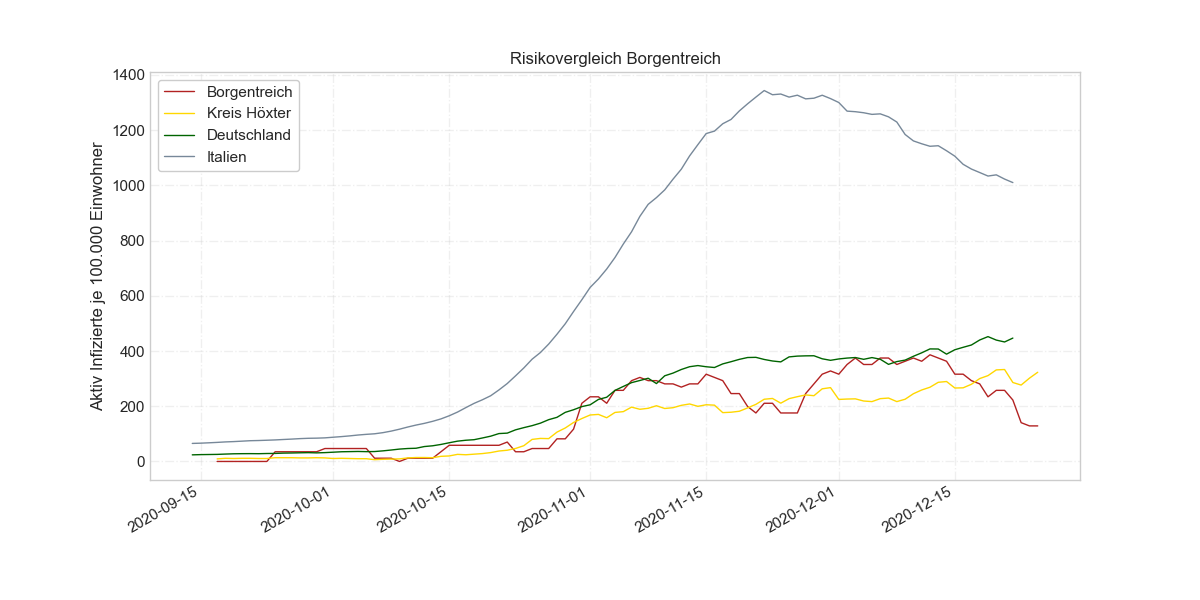 Risikovergleich Borgentreich
Aktiv Infizierte je 100.000 Einwohner
1400
1200
1000
800
600
400
200
0
Borgentreich
Kreis Höxter
Deutschland
Italien
2020-09-15
2020-10-01
2020-10-15
2020-11-01
2020-11-15
2020-12-01
2020-12-15